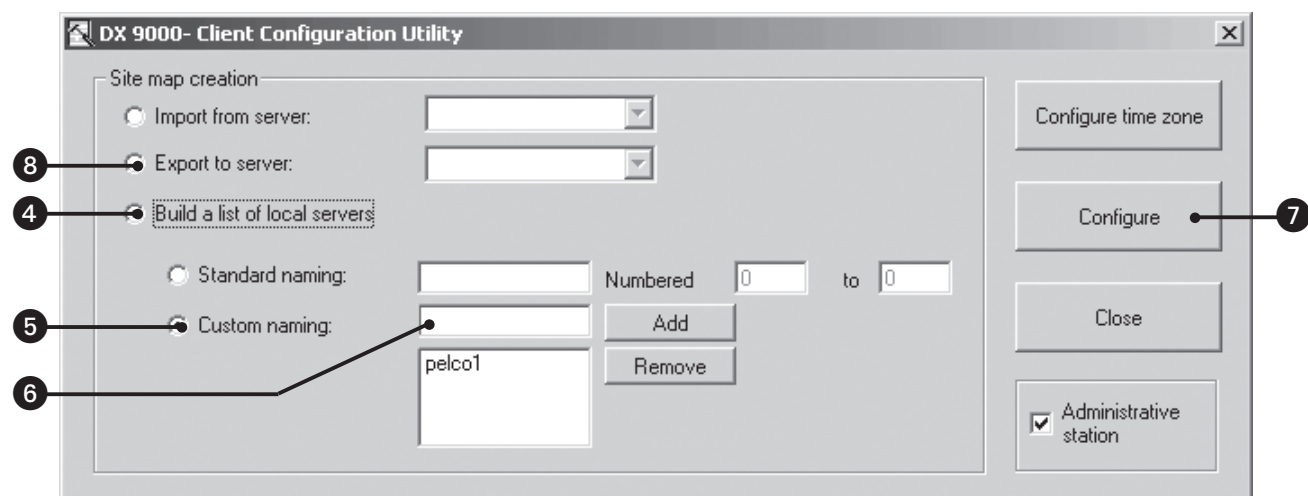 DX 9000- Client Configuration Utility
Site map creation
Import from server:
Configure time zone
8 Export to server:
4 Build a list of local servers
Configure 7
Standard naming: Numbered 0 to 0
5 Custom naming: Add
Close
6 pelco1 Remove
Administrative
station